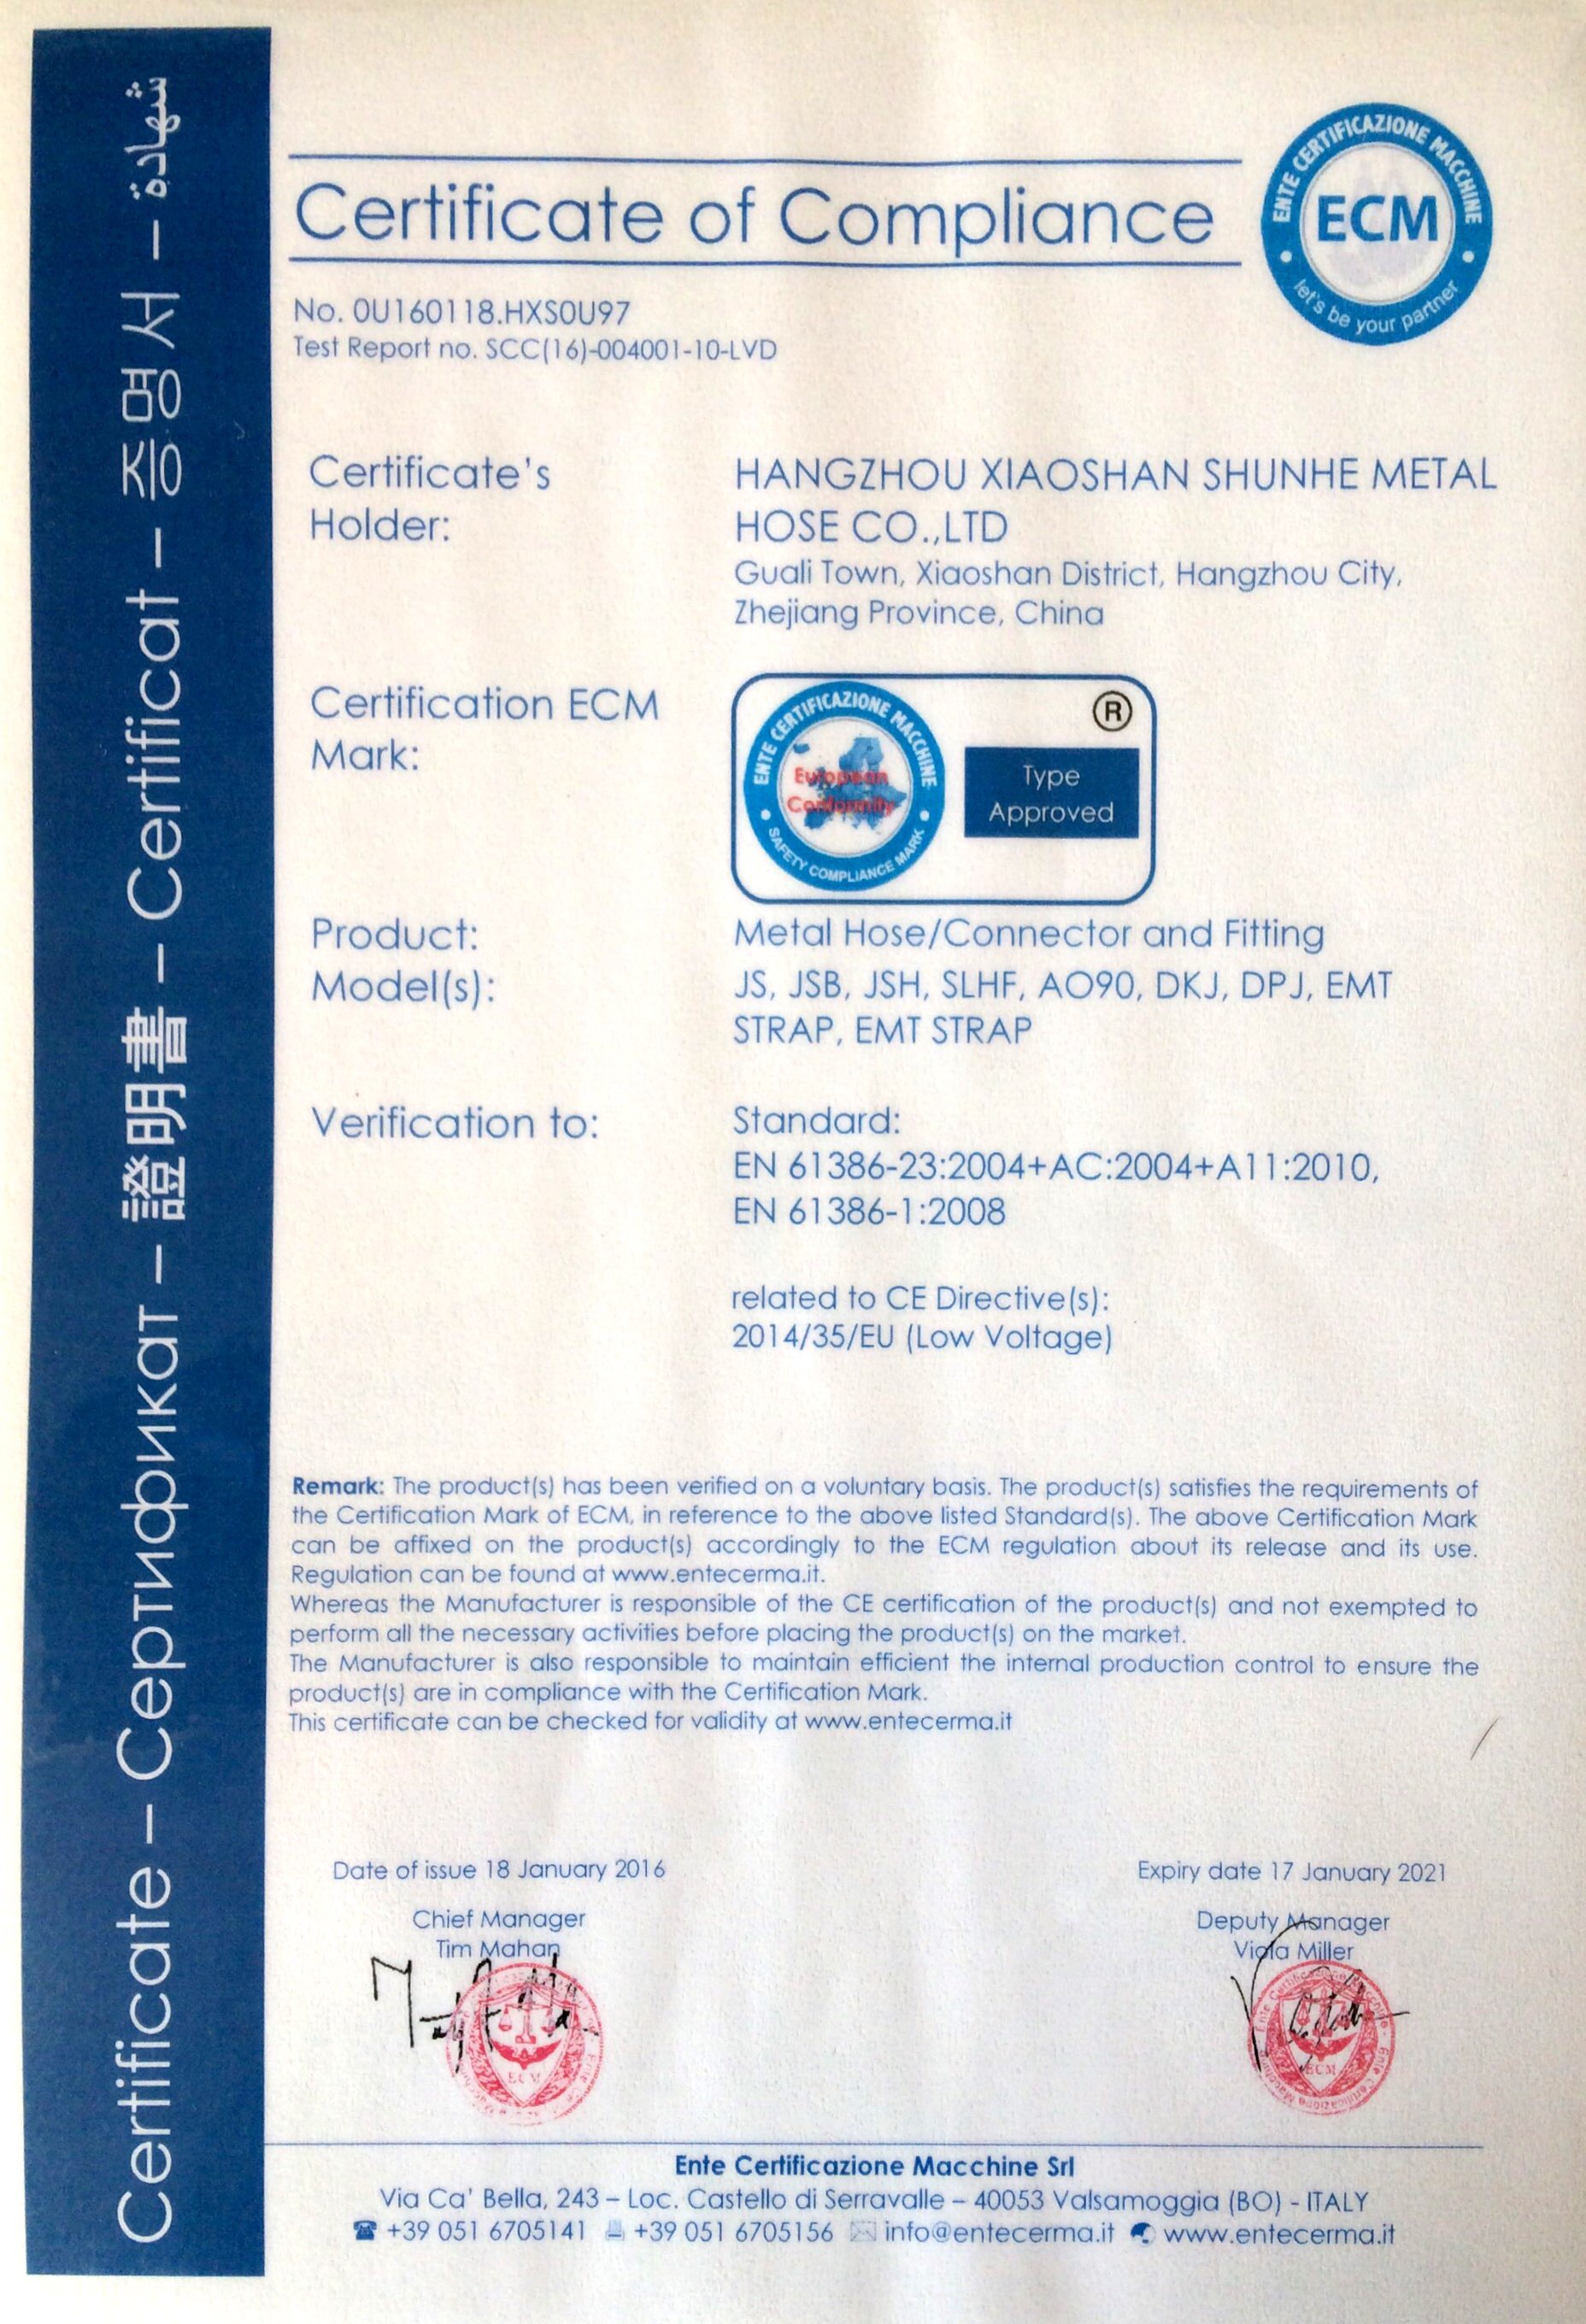 Certificate – Сертификат – 證明書 – Certificat – 증명서 – شهادة
Certificate of Compliance
ENTE CERTIFICAZIONE MACCHINE
ECM
let's be your partner
No. 0U160118.HXS0U97
Test Report no. SCC(16)-004001-10-LVD
Certificate's
Holder:
HANGZHOU XIAOSHAN SHUNHE METAL
HOSE CO.,LTD
Guali Town, Xiaoshan District, Hangzhou City,
Zhejiang Province, China
Certification ECM
Mark:
ENTE CERTIFICAZIONE MACCHINE
European
Conformity
SAFETY COMPLIANCE MARK
®
Type
Approved
Product:
Metal Hose/Connector and Fitting
Model(s):
JS, JSB, JSH, SLHF, AO90, DKJ, DPJ, EMT
STRAP, EMT STRAP
Verification to:
Standard:
EN 61386-23:2004+AC:2004+A11:2010,
EN 61386-1:2008
related to CE Directive(s):
2014/35/EU (Low Voltage)
Remark: The product(s) has been verified on a voluntary basis. The product(s) satisfies the requirements of
the Certification Mark of ECM, in reference to the above listed Standard(s). The above Certification Mark
can be affixed on the product(s) accordingly to the ECM regulation about its release and its use.
Regulation can be found at www.entecerma.it.
Whereas the Manufacturer is responsible of the CE certification of the product(s) and not exempted to
perform all the necessary activities before placing the product(s) on the market.
The Manufacturer is also responsible to maintain efficient the internal production control to ensure the
product(s) are in compliance with the Certification Mark.
This certificate can be checked for validity at www.entecerma.it
Date of issue 18 January 2016
Expiry date 17 January 2021
Chief Manager
Tim Mahan
Deputy Manager
Viola Miller
ECM
ECM
Ente Certificazione Macchine Srl
Via Ca' Bella, 243 – Loc. Castello di Serravalle – 40053 Valsamoggia (BO) - ITALY
☎ +39 051 6705141 +39 051 6705156 info@entecerma.it www.entecerma.it